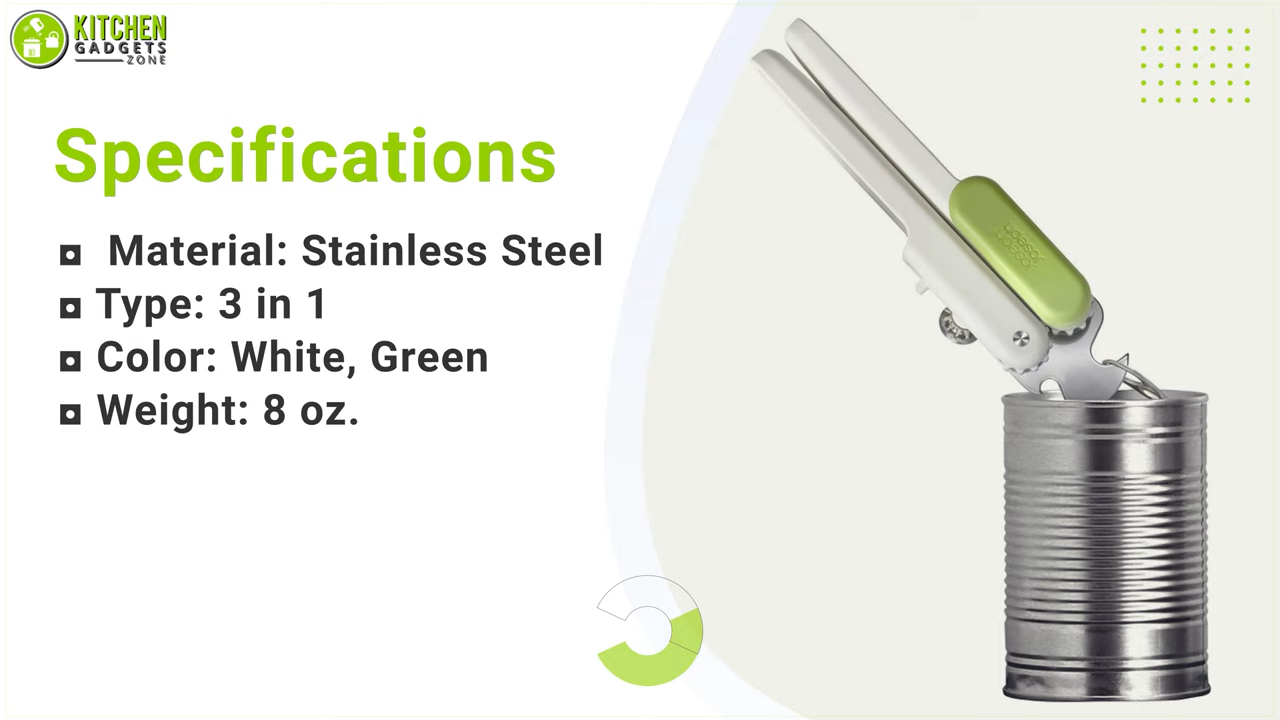 KITCHEN
GADGETS
ZONE
Specifications
Material: Stainless Steel
Type: 3 in 1
Color: White, Green
Weight: 8 oz.